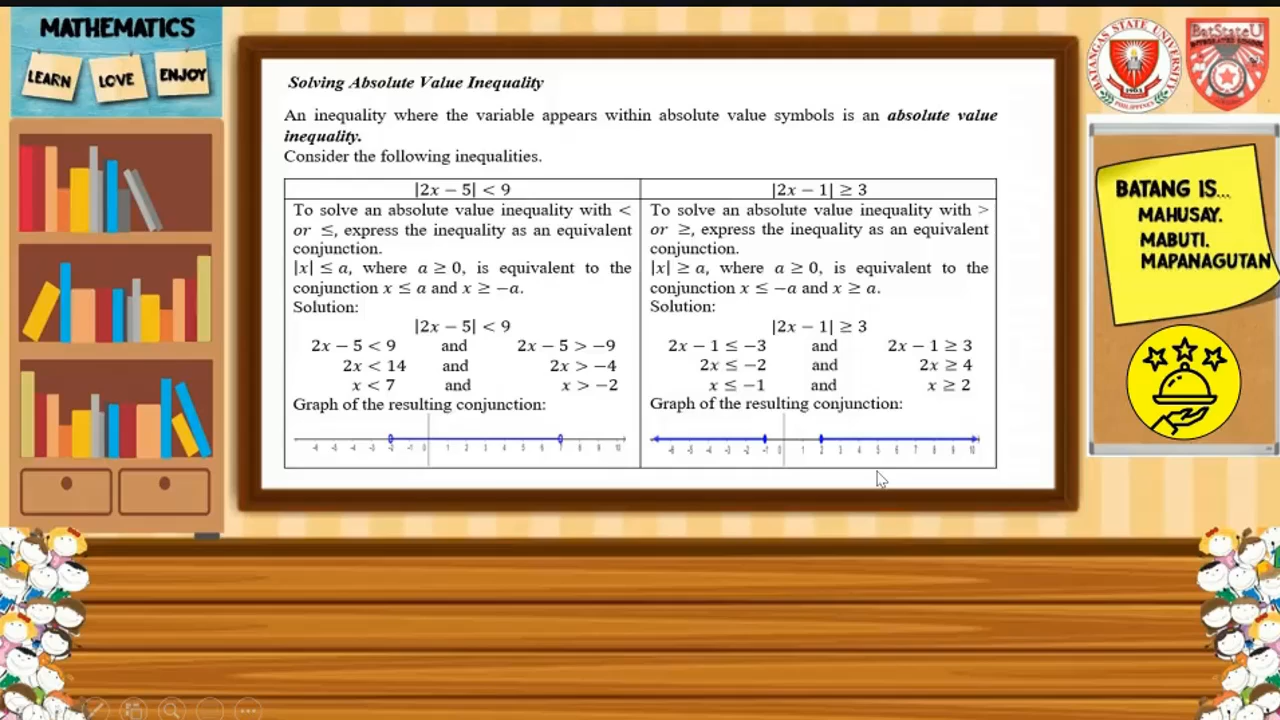 MATHEMATICS
LEARN
LOVE
ENJOY
Solving Absolute Value Inequality
An inequality where the variable appears within absolute value symbols is an absolute value
inequality.
Consider the following inequalities.
|2x − 5| < 9
To solve an absolute value inequality with <
or ≤, express the inequality as an equivalent
conjunction.
|x| ≤ a, where a ≥ 0, is equivalent to the
conjunction x ≤ a and x ≥ −a.
Solution:
|2x − 5| < 9
2x − 5 < 9 and 2x − 5 > −9
2x < 14 and 2x > −4
x < 7 and x > −2
Graph of the resulting conjunction:
|2x − 1| ≥ 3
To solve an absolute value inequality with >
or ≥, express the inequality as an equivalent
conjunction.
|x| ≥ a, where a ≥ 0, is equivalent to the
conjunction x ≤ −a and x ≥ a.
Solution:
|2x − 1| ≥ 3
2x − 1 ≤ −3 and 2x − 1 ≥ 3
2x ≤ −2 and 2x ≥ 4
x ≤ −1 and x ≥ 2
Graph of the resulting conjunction:
BATANGAS STATE UNIVERSITY
PHILIPPINES
BatStateU
BATANG IS...
MAHUSAY.
MABUTI.
MAPANAGUTAN